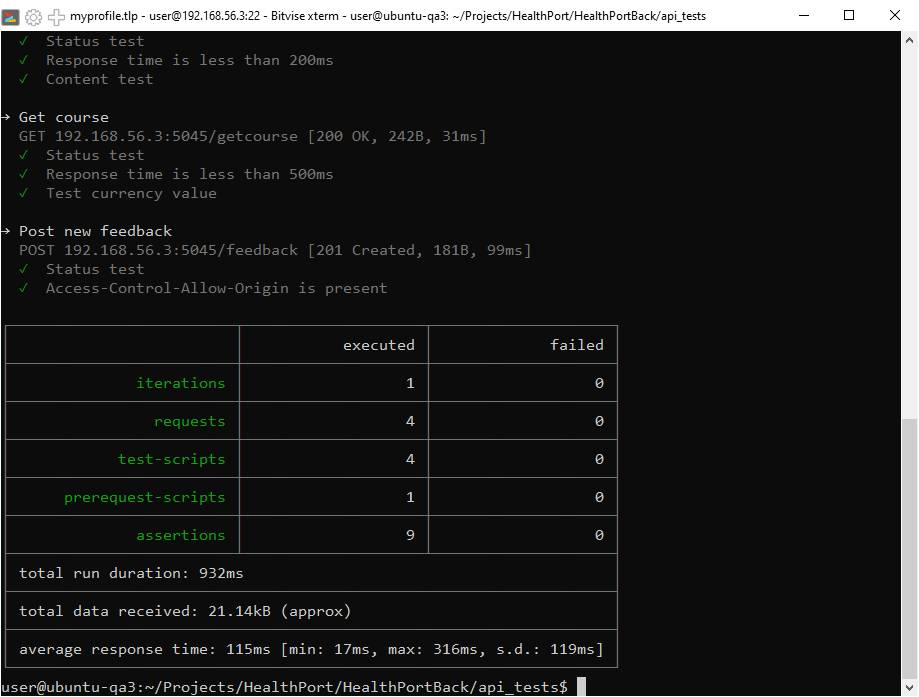 myprofile.tlp - user@192.168.56.3:22 - Bitvise xterm - user@ubuntu-qa3: ~/Projects/HealthPort/HealthPortBack/api_tests
✓ Status test
✓ Response time is less than 200ms
✓ Content test
→ Get course
GET 192.168.56.3:5045/getcourse [200 OK, 242B, 31ms]
✓ Status test
✓ Response time is less than 500ms
✓ Test currency value
→ Post new feedback
POST 192.168.56.3:5045/feedback [201 Created, 181B, 99ms]
✓ Status test
✓ Access-Control-Allow-Origin is present
executed failed
iterations 1 0
requests 4 0
test-scripts 4 0
prerequest-scripts 1 0
assertions 9 0
total run duration: 932ms
total data received: 21.14kB (approx)
average response time: 115ms [min: 17ms, max: 316ms, s.d.: 119ms]
user@ubuntu-qa3:~/Projects/HealthPort/HealthPortBack/api_tests$